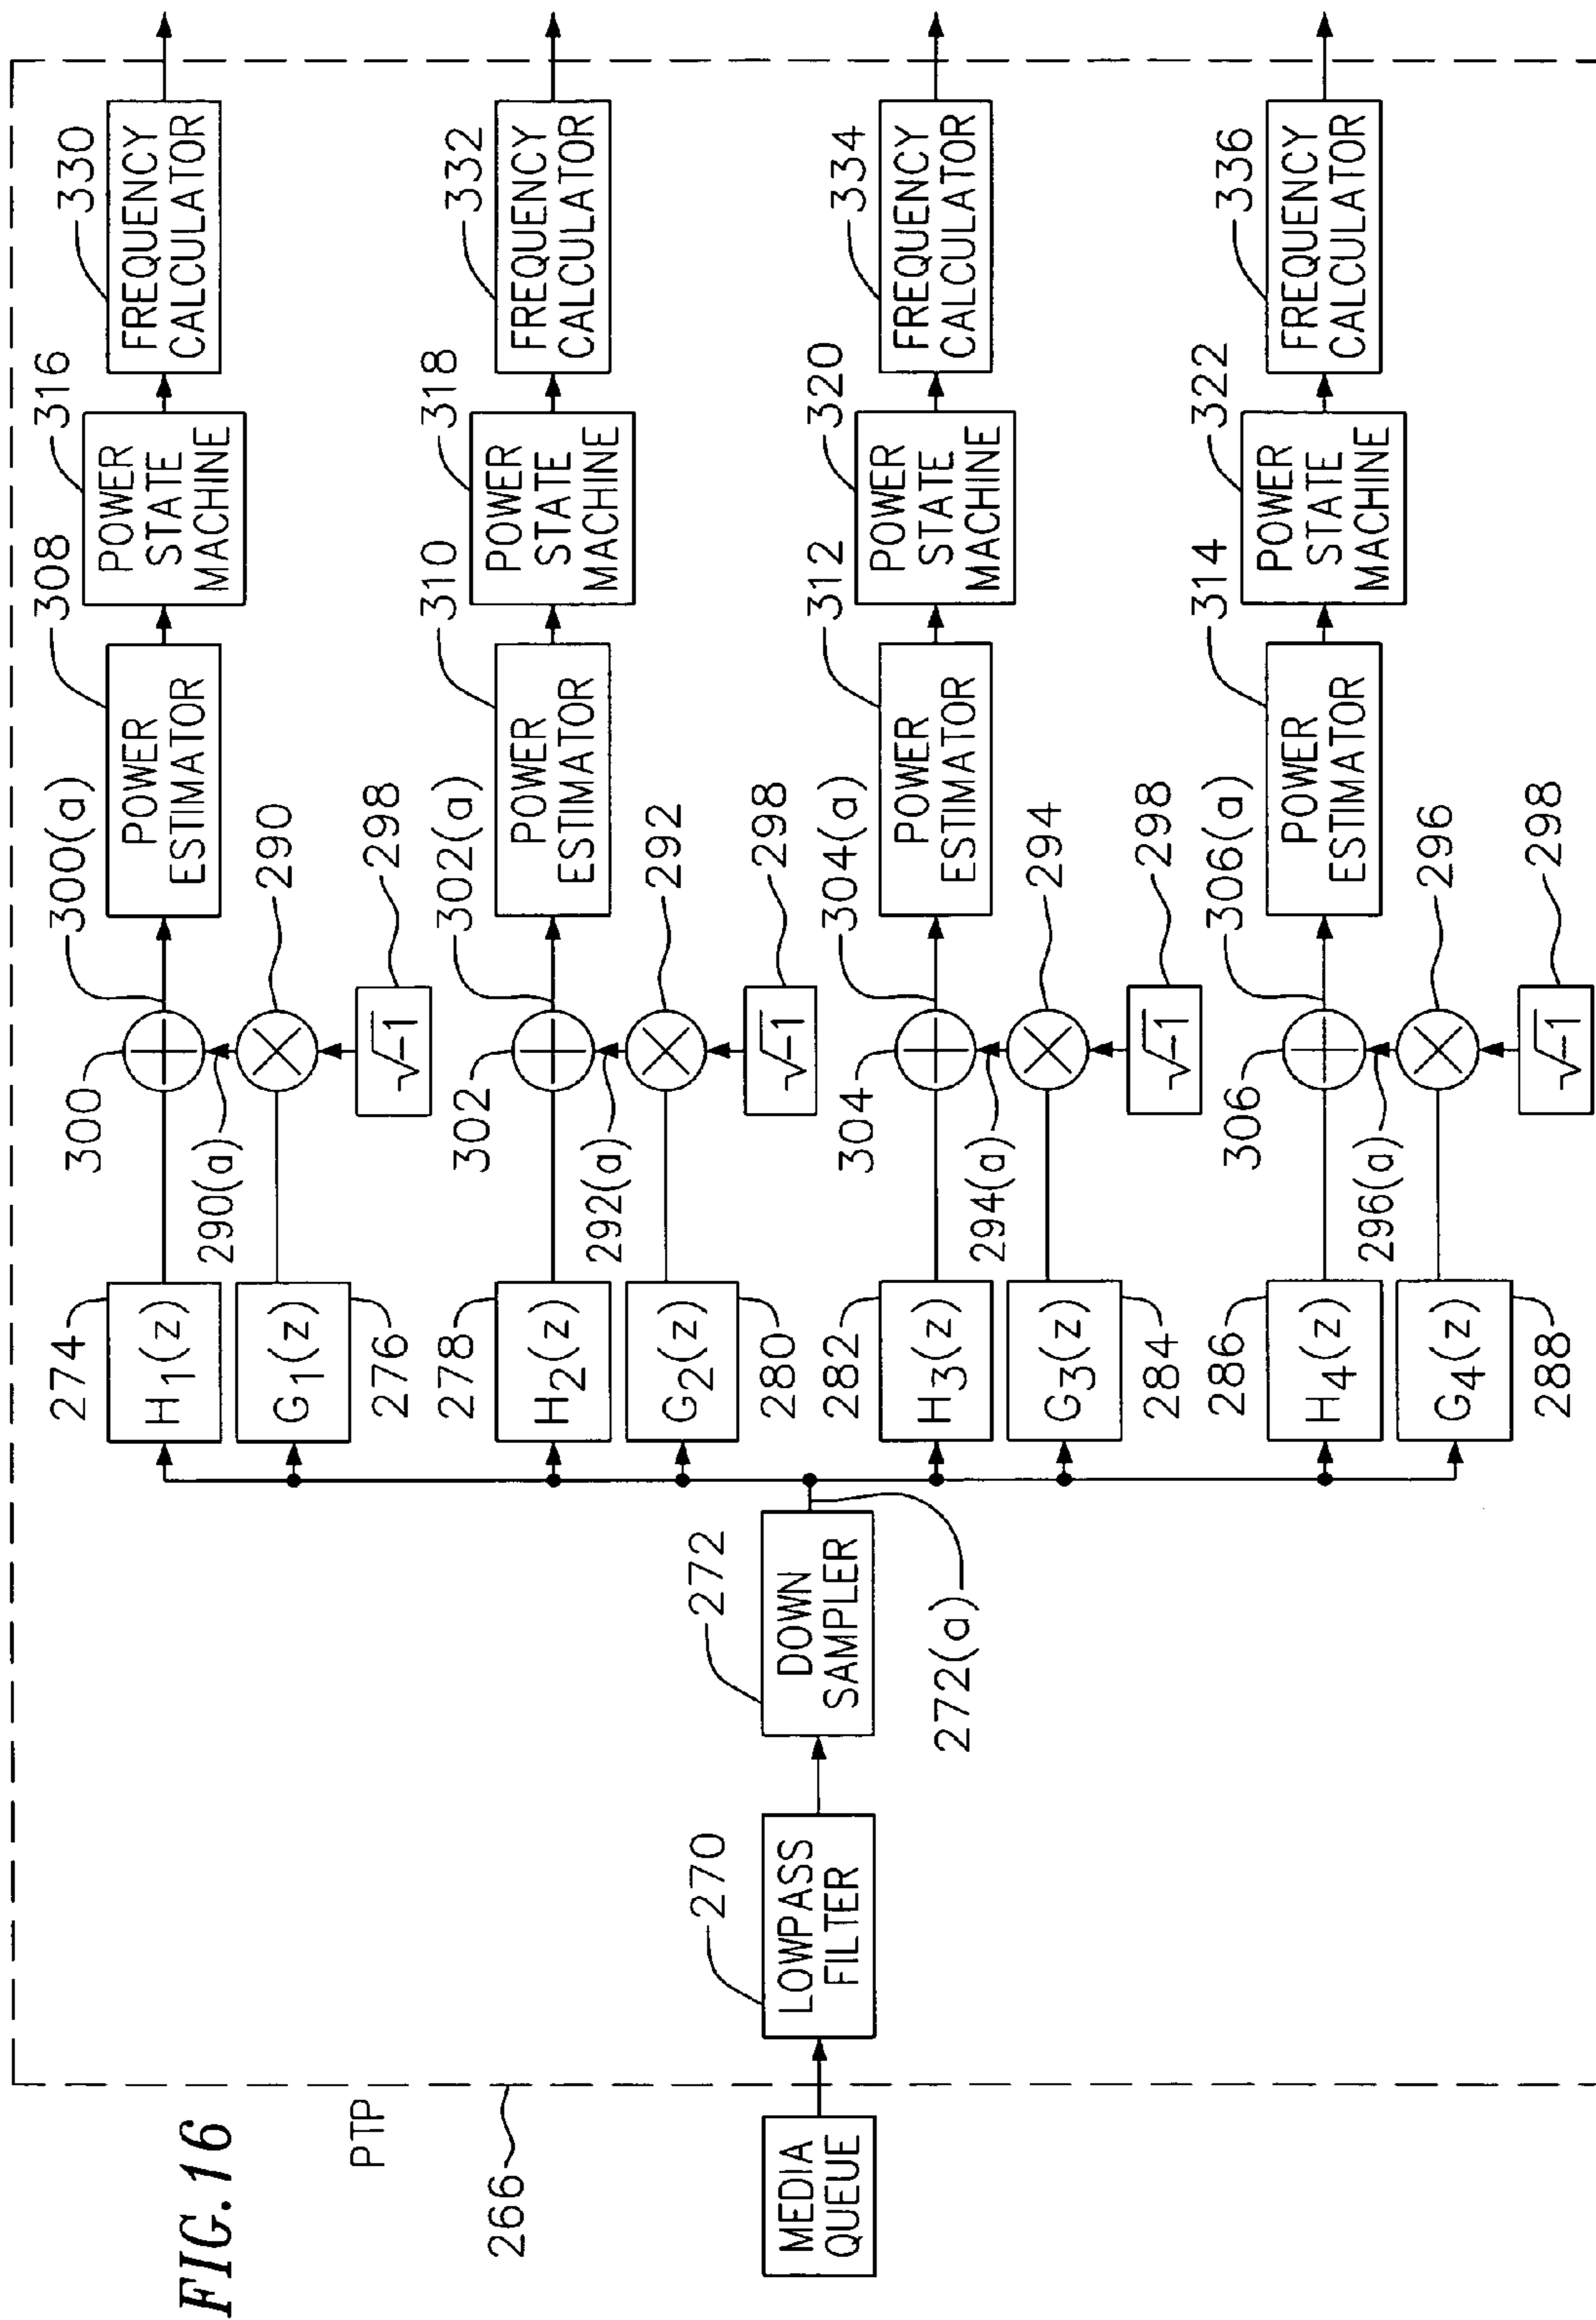 FIG.16
PTP
266
MEDIA
QUEUE
270
LOWPASS
FILTER
272
DOWN
SAMPLER
272(a)
274
H1(z)
G1(z)
276
290(a)
300
300(a)
290
√-1
298
308
POWER
ESTIMATOR
316
POWER
STATE
MACHINE
330
FREQUENCY
CALCULATOR
278
H2(z)
G2(z)
280
292(a)
302
302(a)
292
√-1
298
310
POWER
ESTIMATOR
318
POWER
STATE
MACHINE
332
FREQUENCY
CALCULATOR
282
H3(z)
G3(z)
284
294(a)
304
304(a)
294
√-1
298
312
POWER
ESTIMATOR
320
POWER
STATE
MACHINE
334
FREQUENCY
CALCULATOR
286
H4(z)
G4(z)
288
296(a)
306
306(a)
296
√-1
298
314
POWER
ESTIMATOR
322
POWER
STATE
MACHINE
336
FREQUENCY
CALCULATOR